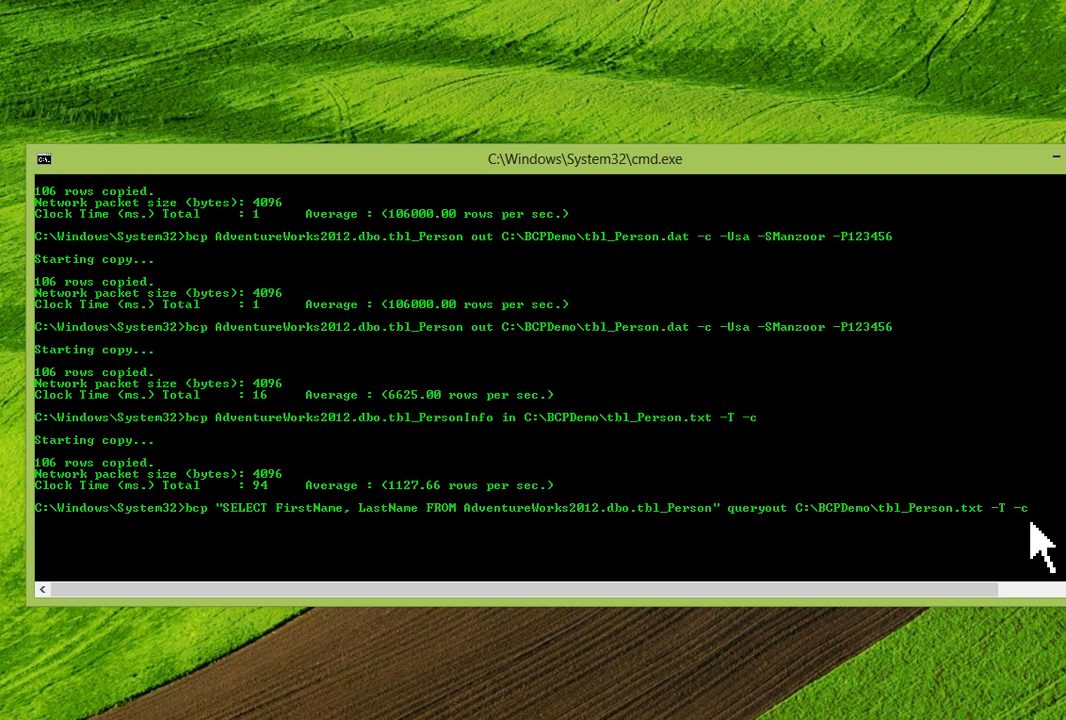 C:\Windows\System32\cmd.exe
106 rows copied.
Network packet size (bytes): 4096
Clock Time (ms.) Total     : 1      Average : (106000.00 rows per sec.)
C:\Windows\System32>bcp AdventureWorks2012.dbo.tbl_Person out C:\BCPDemo\tbl_Person.dat -c -Usa -SManzoor -P123456
Starting copy...
106 rows copied.
Network packet size (bytes): 4096
Clock Time (ms.) Total     : 1      Average : (106000.00 rows per sec.)
C:\Windows\System32>bcp AdventureWorks2012.dbo.tbl_Person out C:\BCPDemo\tbl_Person.dat -c -Usa -SManzoor -P123456
Starting copy...
106 rows copied.
Network packet size (bytes): 4096
Clock Time (ms.) Total     : 16     Average : (6625.00 rows per sec.)
C:\Windows\System32>bcp AdventureWorks2012.dbo.tbl_PersonInfo in C:\BCPDemo\tbl_Person.txt -T -c
Starting copy...
106 rows copied.
Network packet size (bytes): 4096
Clock Time (ms.) Total     : 94     Average : (1127.66 rows per sec.)
C:\Windows\System32>bcp "SELECT FirstName, LastName FROM AdventureWorks2012.dbo.tbl_Person" queryout C:\BCPDemo\tbl_Person.txt -T -c